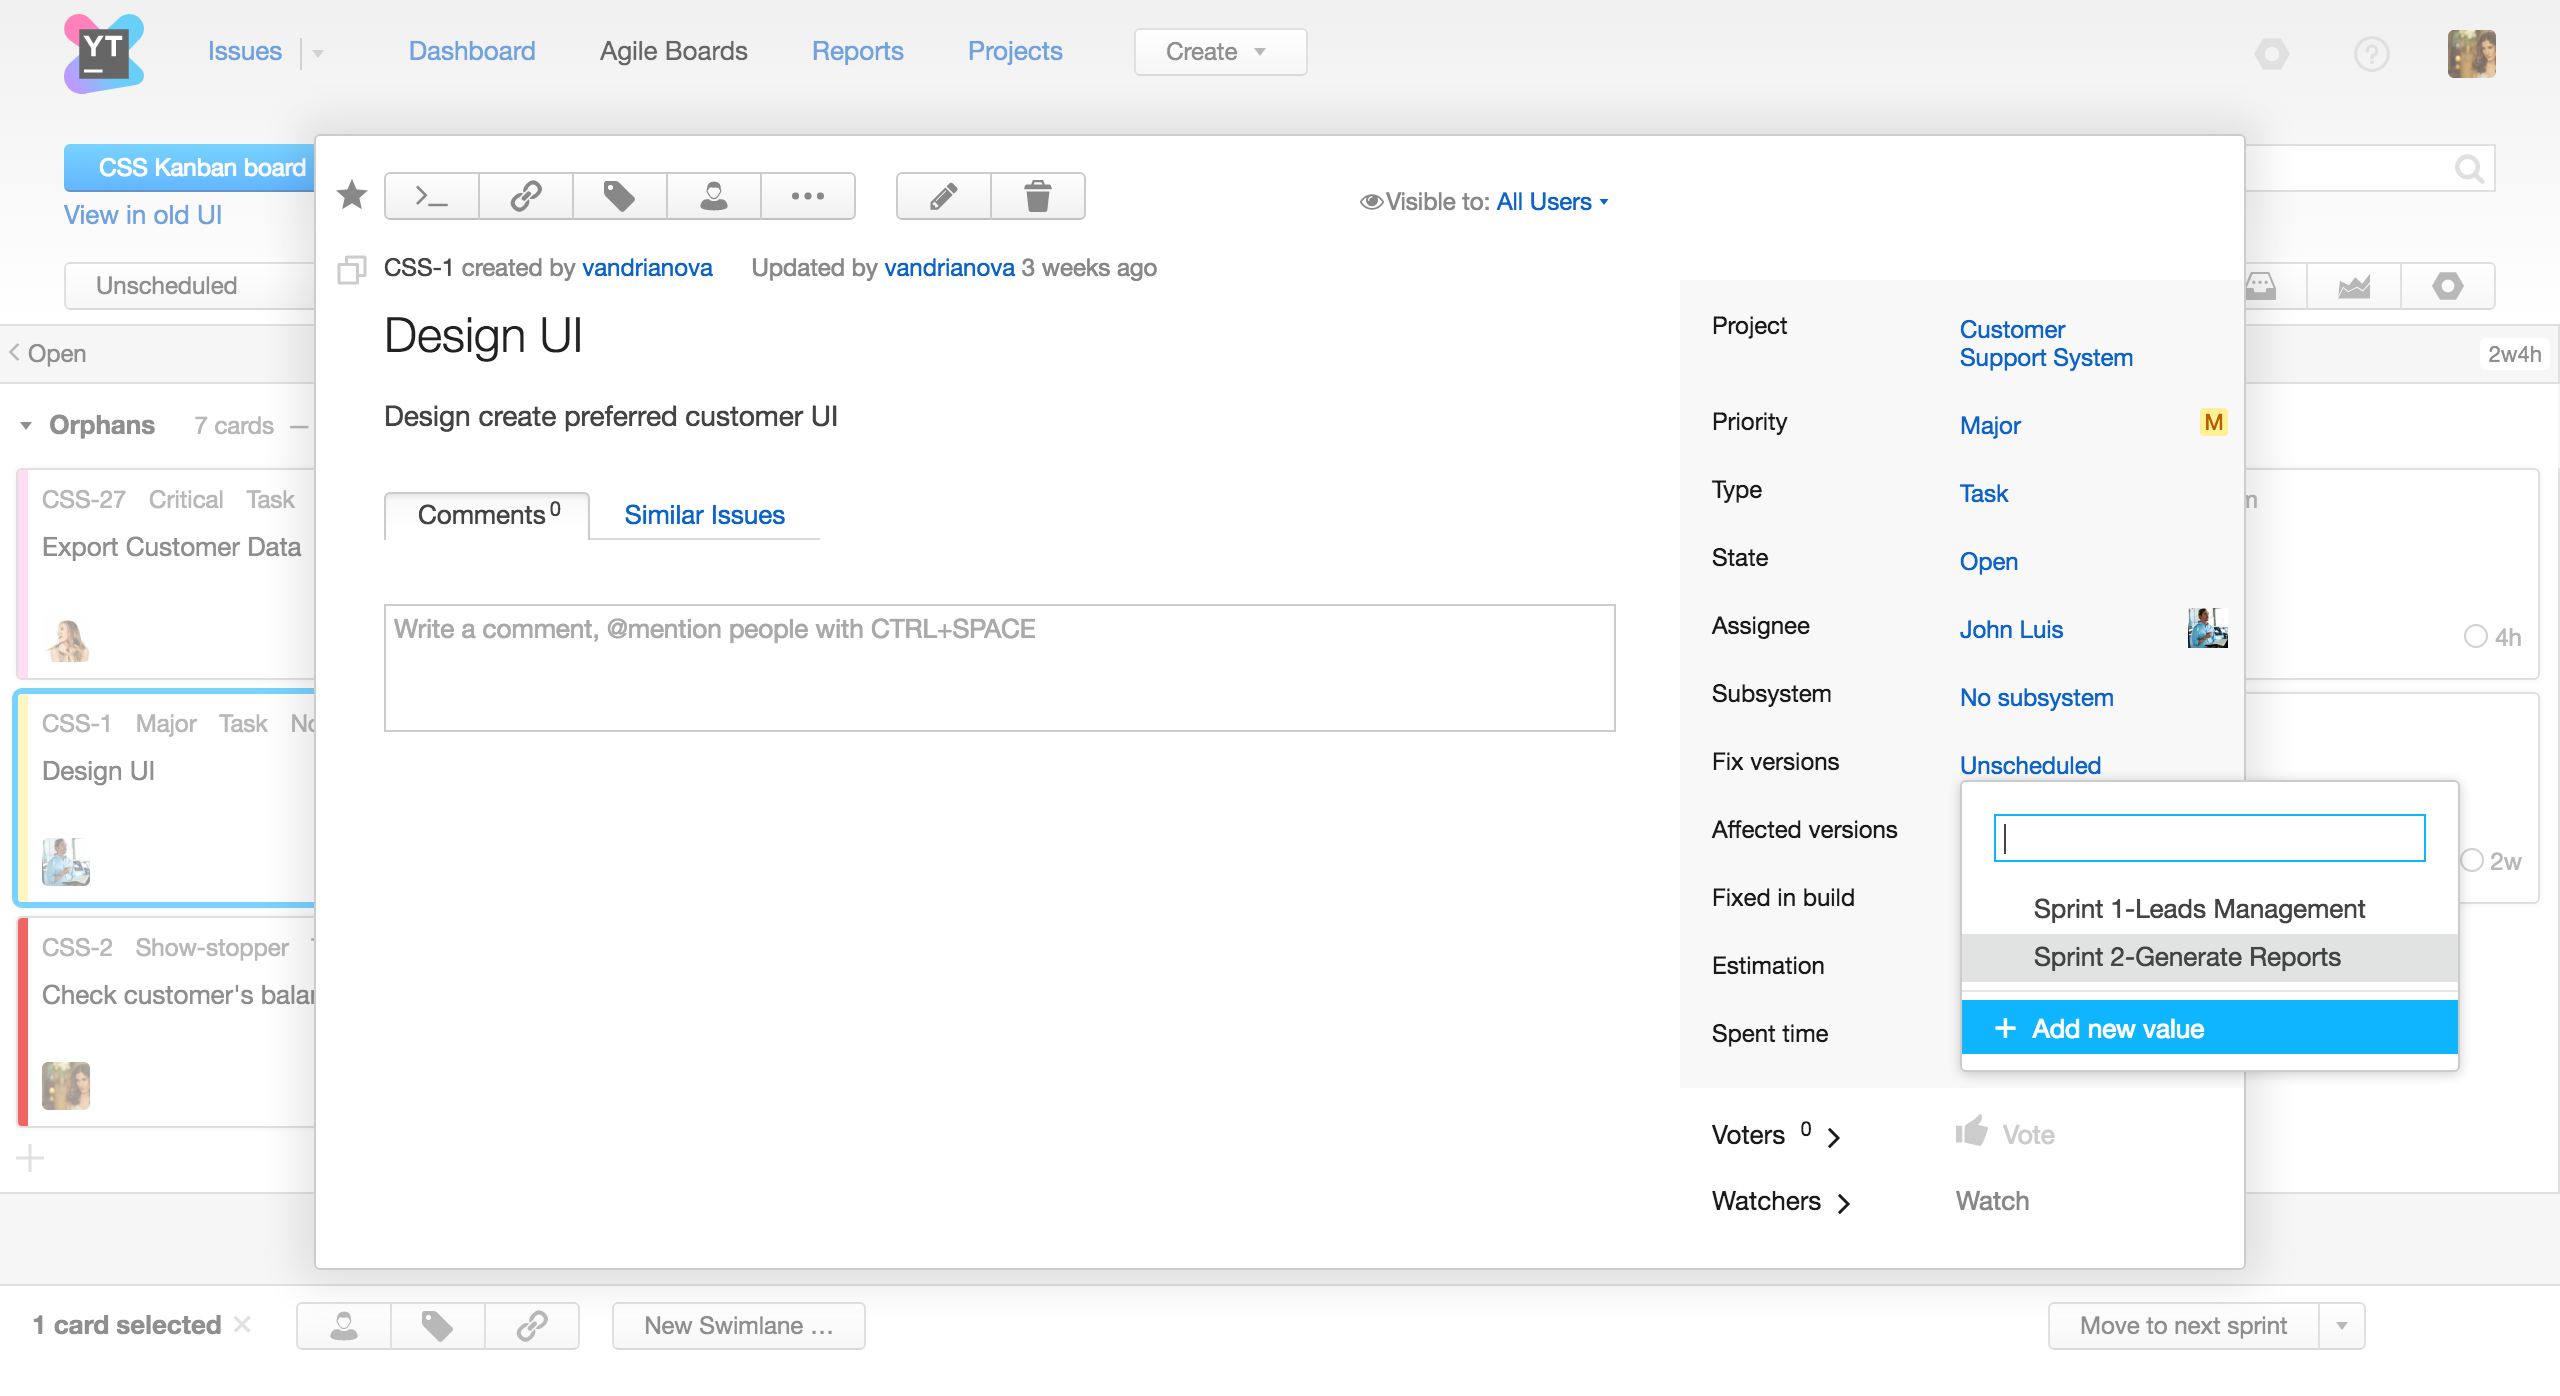 YT
Issues
Dashboard
Agile Boards
Reports
Projects
Create
CSS Kanban board
View in old UI
Unscheduled
Open
2w4h
Orphans 7 cards
CSS-27 Critical Task
Export Customer Data
4h
CSS-1 Major Task
Design UI
2w
CSS-2 Show-stopper
Check customer's
Visible to: All Users
CSS-1 created by vandrianova Updated by vandrianova 3 weeks ago
Design UI
Design create preferred customer UI
Comments 0
Similar Issues
Write a comment, @mention people with CTRL+SPACE
Project Customer
Support System
Priority Major M
Type Task
State Open
Assignee John Luis
Subsystem No subsystem
Fix versions Unscheduled
Affected versions
Fixed in build
Estimation
Spent time
Sprint 1-Leads Management
Sprint 2-Generate Reports
+ Add new value
Voters 0 Vote
Watchers Watch
1 card selected
New Swimlane ...
Move to next sprint